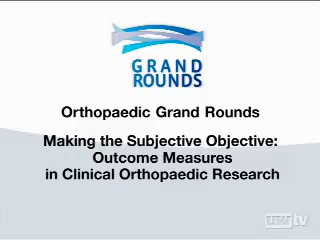 GRAND
ROUNDS
Orthopaedic Grand Rounds
Making the Subjective Objective:
Outcome Measures
in Clinical Orthopaedic Research
uwtv